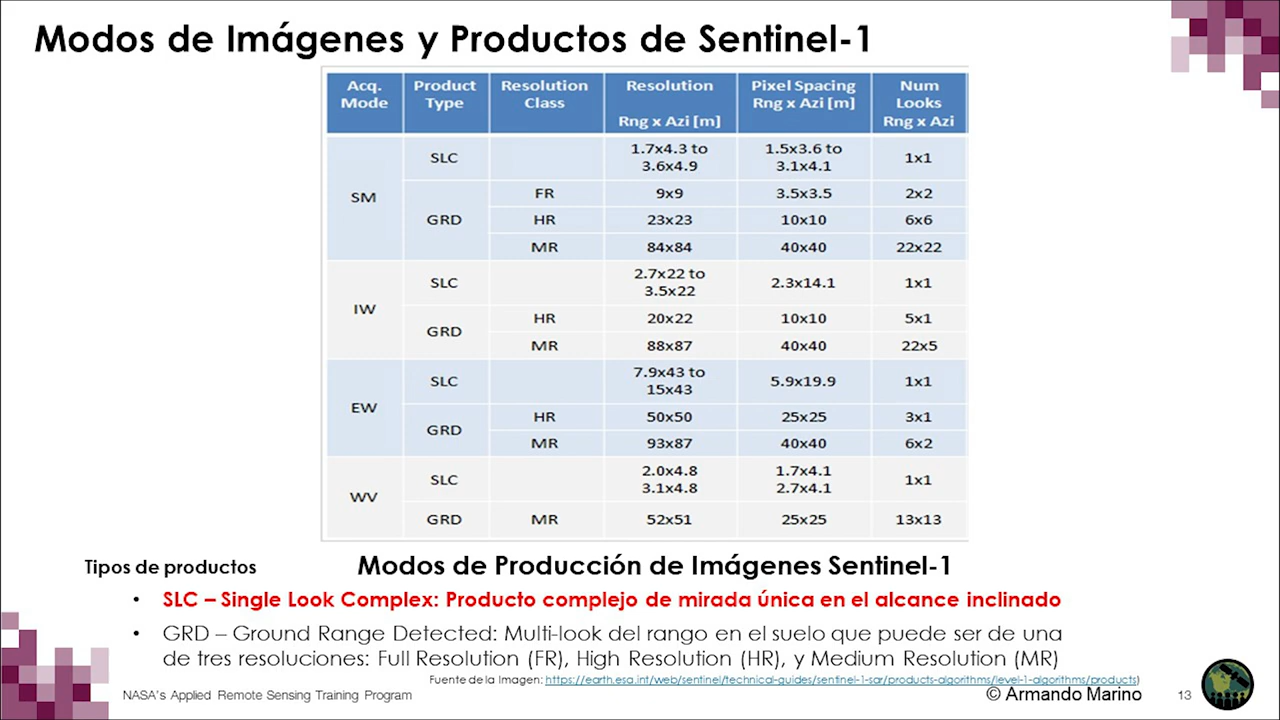 Modos de Imágenes y Productos de Sentinel-1
Acq. Mode | Product Type | Resolution Class | Resolution Rng x Azi [m] | Pixel Spacing Rng x Azi [m] | Num Looks Rng x Azi
SM | SLC | | 1.7x4.3 to 3.6x4.9 | 1.5x3.6 to 3.1x4.1 | 1x1
GRD | FR | 9x9 | 3.5x3.5 | 2x2
HR | 23x23 | 10x10 | 6x6
MR | 84x84 | 40x40 | 22x22
IW | SLC | | 2.7x22 to 3.5x22 | 2.3x14.1 | 1x1
GRD | HR | 20x22 | 10x10 | 5x1
MR | 88x87 | 40x40 | 22x5
EW | SLC | | 7.9x43 to 15x43 | 5.9x19.9 | 1x1
GRD | HR | 50x50 | 25x25 | 3x1
MR | 93x87 | 40x40 | 6x2
WV | SLC | | 2.0x4.8 3.1x4.8 | 1.7x4.1 2.7x4.1 | 1x1
GRD | MR | 52x51 | 25x25 | 13x13
Tipos de productos
Modos de Producción de Imágenes Sentinel-1
• SLC – Single Look Complex: Producto complejo de mirada única en el alcance inclinado
• GRD – Ground Range Detected: Multi-look del rango en el suelo que puede ser de una
de tres resoluciones: Full Resolution (FR), High Resolution (HR), y Medium Resolution (MR)
Fuente de la Imagen: https://earth.esa.int/web/sentinel/technical-guides/sentinel-1-sar/products-algorithms/level-1-algorithms/products)
NASA's Applied Remote Sensing Training Program
© Armando Marino
13